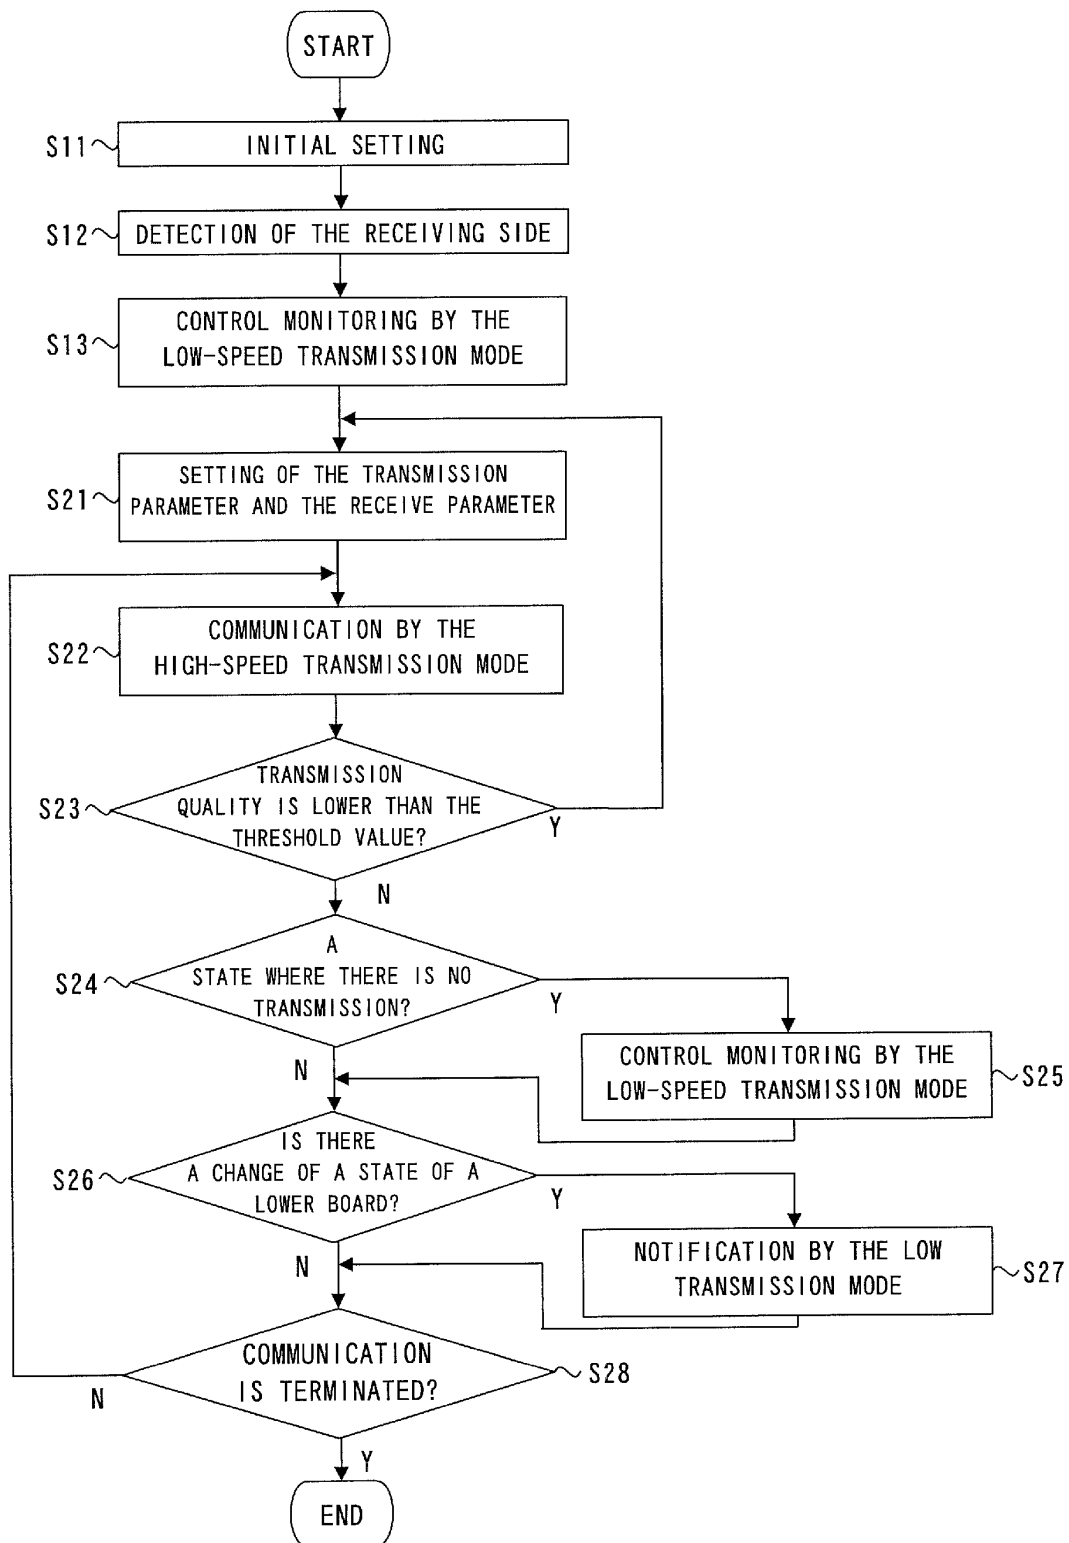 START
S11
INITIAL SETTING
S12
DETECTION OF THE RECEIVING SIDE
S13
CONTROL MONITORING BY THE
LOW-SPEED TRANSMISSION MODE
S21
SETTING OF THE TRANSMISSION
PARAMETER AND THE RECEIVE PARAMETER
S22
COMMUNICATION BY THE
HIGH-SPEED TRANSMISSION MODE
S23
TRANSMISSION
QUALITY IS LOWER THAN THE
THRESHOLD VALUE?
Y
N
S24
A
STATE WHERE THERE IS NO
TRANSMISSION?
Y
N
CONTROL MONITORING BY THE
LOW-SPEED TRANSMISSION MODE
S25
S26
IS THERE
A CHANGE OF A STATE OF A
LOWER BOARD?
Y
N
NOTIFICATION BY THE LOW
TRANSMISSION MODE
S27
COMMUNICATION
IS TERMINATED?
S28
N
Y
END